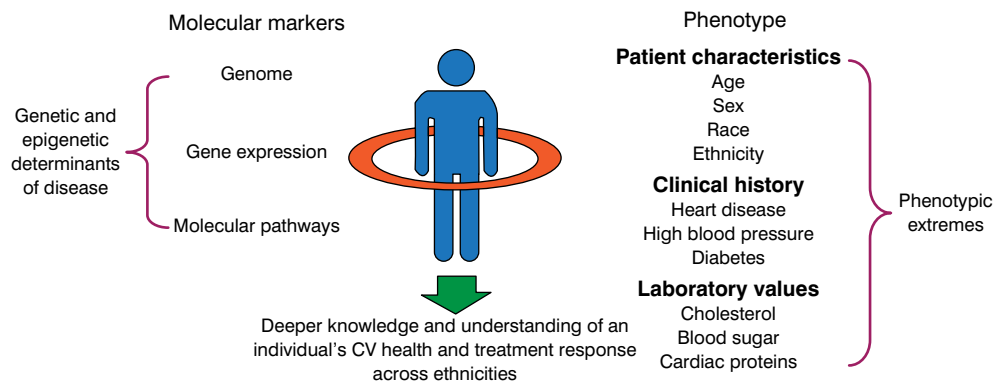 Molecular markers
Genome
Gene expression
Molecular pathways
Genetic and
epigenetic
determinants
of disease
Phenotype
Patient characteristics
Age
Sex
Race
Ethnicity
Clinical history
Heart disease
High blood pressure
Diabetes
Laboratory values
Cholesterol
Blood sugar
Cardiac proteins
Phenotypic
extremes
Deeper knowledge and understanding of an
individual’s CV health and treatment response
across ethnicities